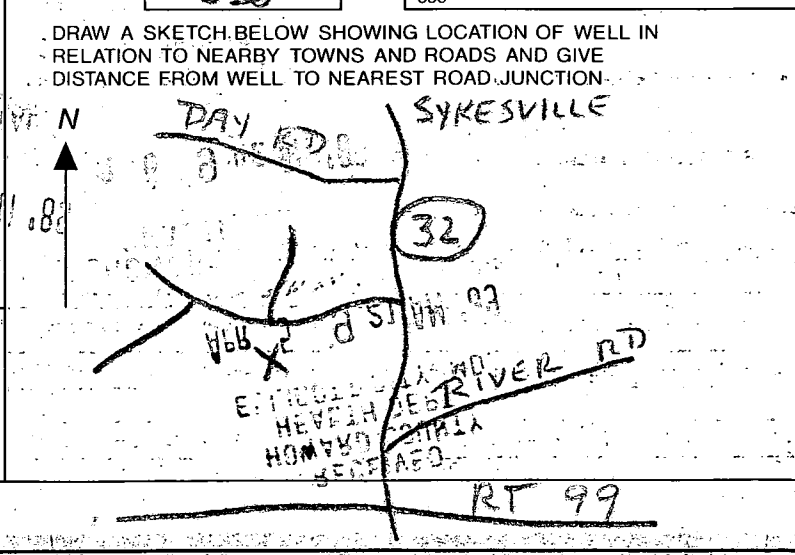 DRAW A SKETCH BELOW SHOWING LOCATION OF WELL IN
RELATION TO NEARBY TOWNS AND ROADS AND GIVE
DISTANCE FROM WELL TO NEAREST ROAD JUNCTION
N
DAY RD
SYKESVILLE
32
RIVER RD
HEALTH DEPT
HOWARD COUNTY
RECEIVED
RT 99